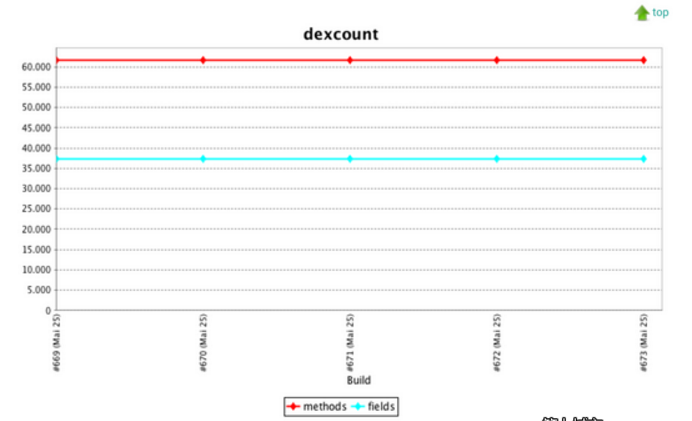 top
dexcount
60.000
55.000
50.000
45.000
40.000
35.000
30.000
25.000
20.000
15.000
10.000
5.000
0
#669 (Mai 25)
#670 (Mai 25)
#671 (Mai 25)
#672 (Mai 25)
#673 (Mai 25)
Build
methods fields